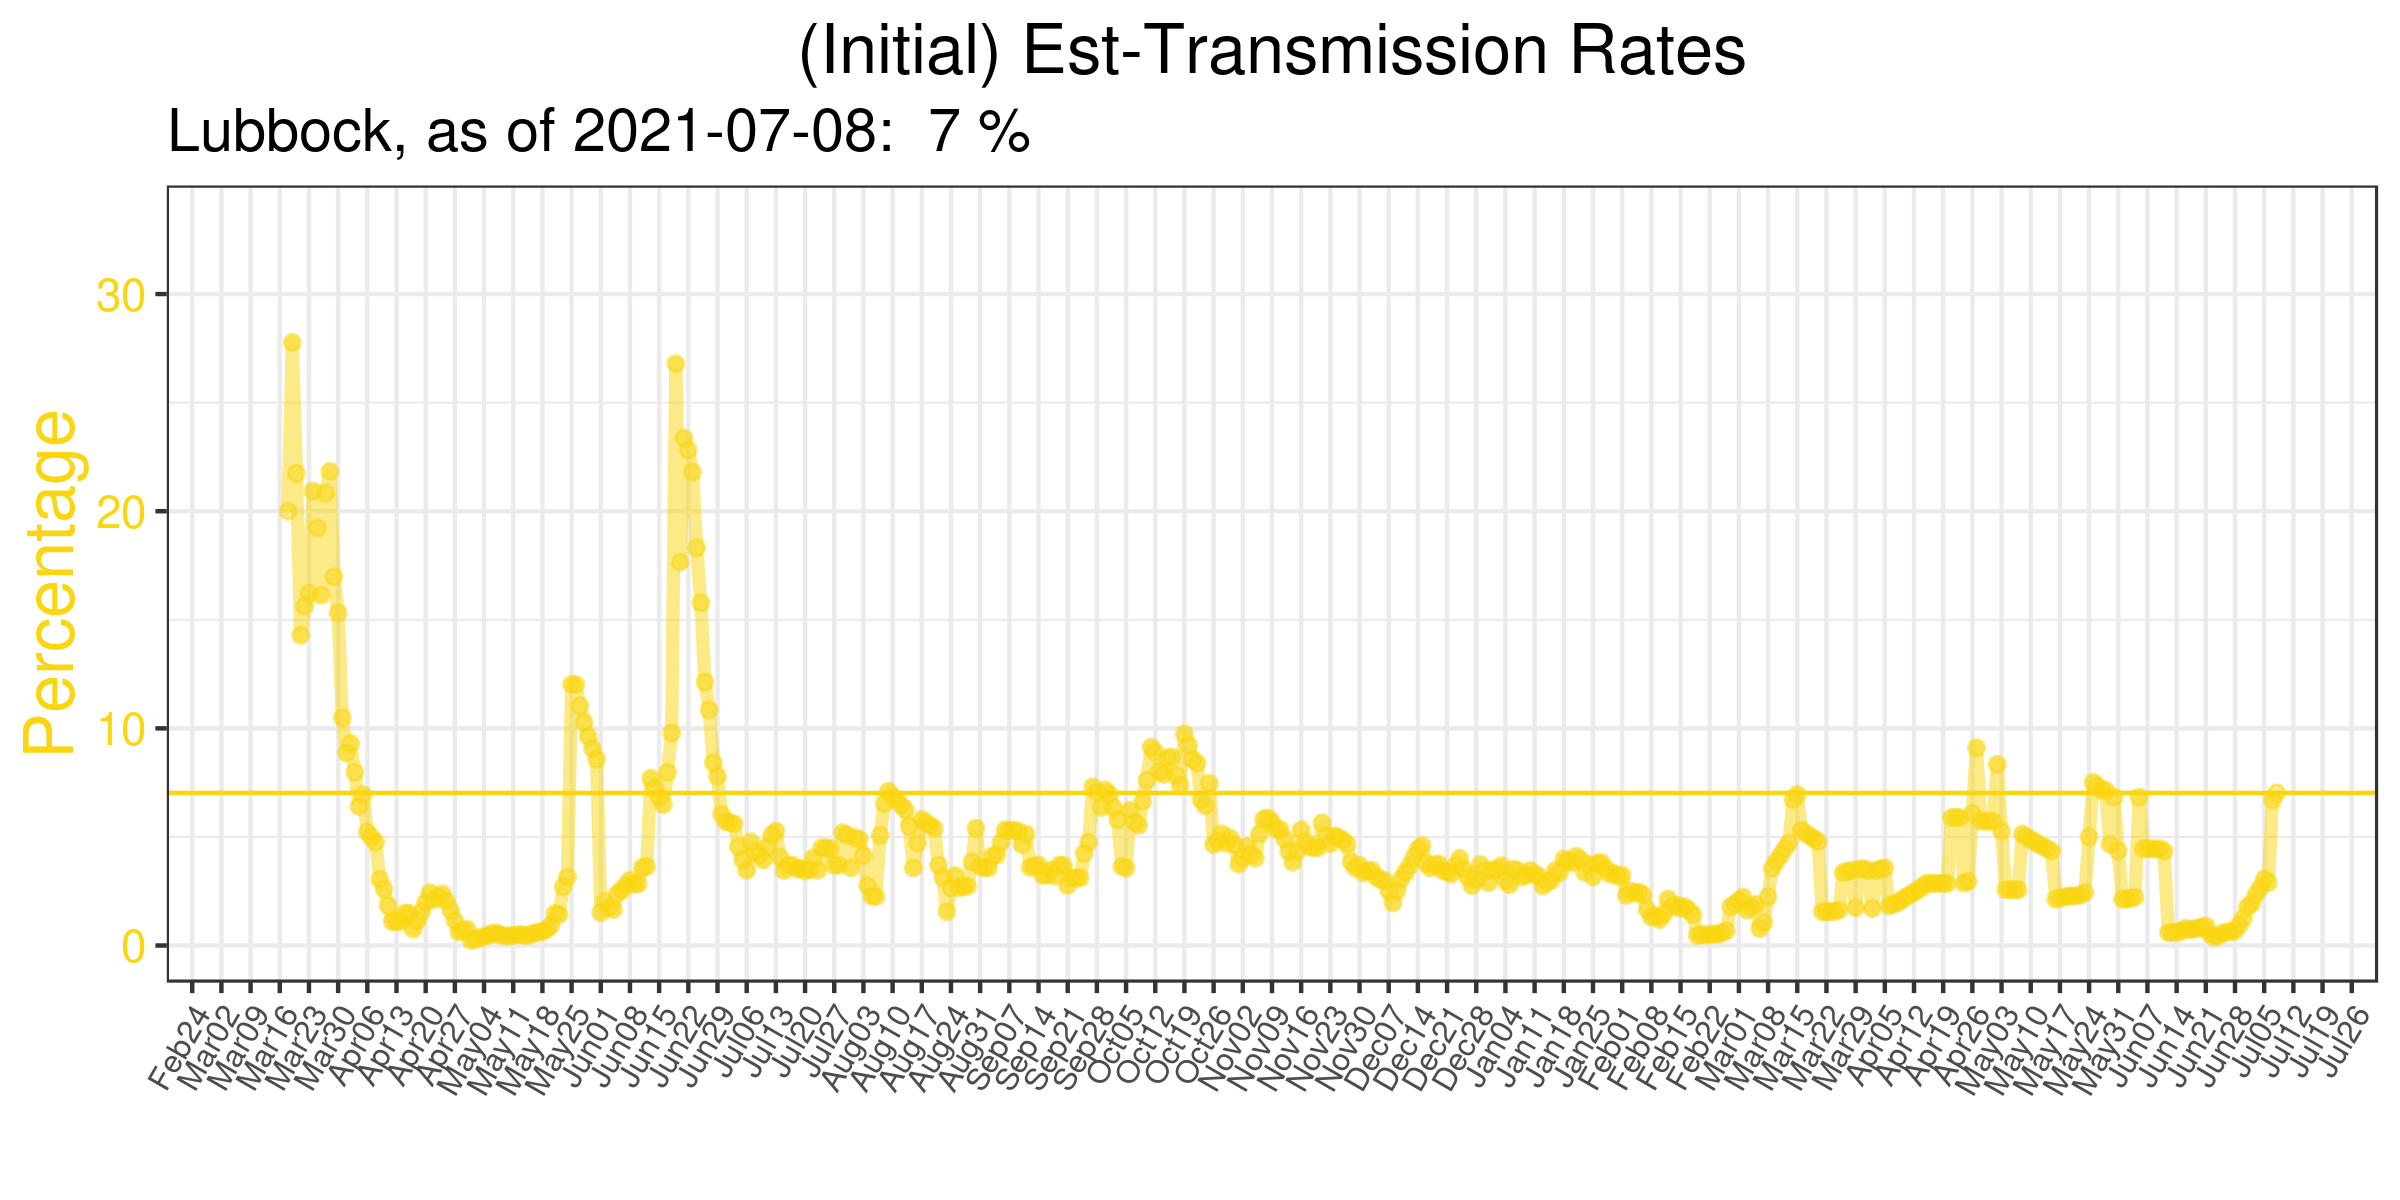 (Initial) Est-Transmission Rates
Lubbock, as of 2021-07-08:  7 %
Percentage
30
20
10
0
Feb24
Mar02
Mar09
Mar16
Mar23
Mar30
Apr06
Apr13
Apr20
Apr27
May04
May11
May18
May25
Jun01
Jun08
Jun15
Jun22
Jun29
Jul06
Jul13
Jul20
Jul27
Aug03
Aug10
Aug17
Aug24
Aug31
Sep07
Sep14
Sep21
Sep28
Oct05
Oct12
Oct19
Oct26
Nov02
Nov09
Nov16
Nov23
Nov30
Dec07
Dec14
Dec21
Dec28
Jan04
Jan11
Jan18
Jan25
Feb01
Feb08
Feb15
Feb22
Mar01
Mar08
Mar15
Mar22
Mar29
Apr05
Apr12
Apr19
Apr26
May03
May10
May17
May24
May31
Jun07
Jun14
Jun21
Jun28
Jul05
Jul12
Jul19
Jul26